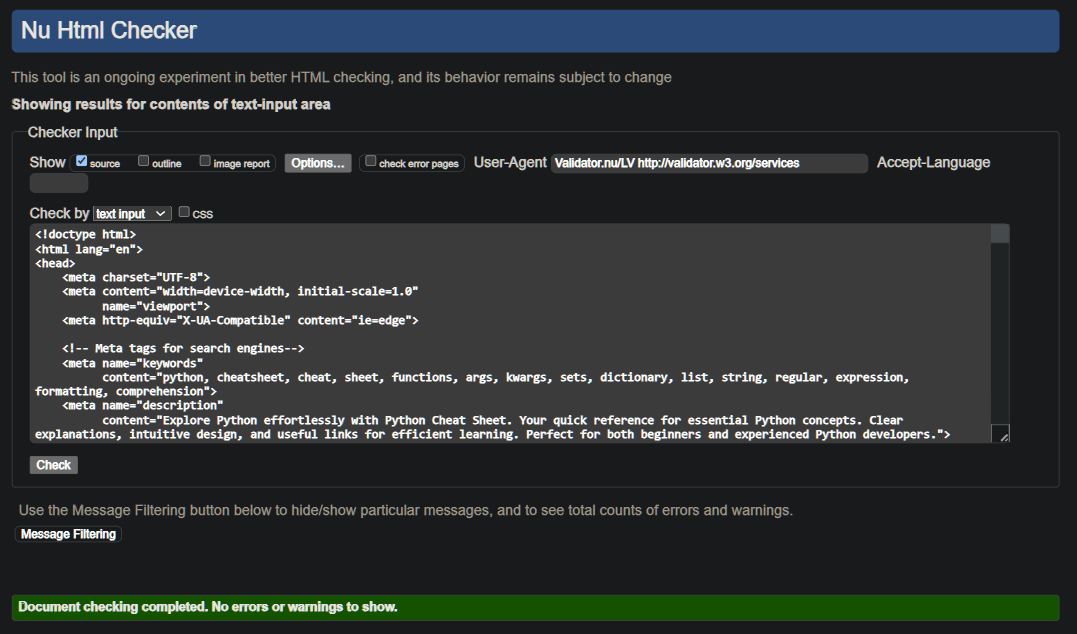 Nu Html Checker
This tool is an ongoing experiment in better HTML checking, and its behavior remains subject to change
Showing results for contents of text-input area
Checker Input
Show source outline image report Options... check error pages User-Agent Validator.nu/LV http://validator.w3.org/services Accept-Language
Check by text input css
<!doctype html>
<html lang="en">
<head>
    <meta charset="UTF-8">
    <meta content="width=device-width, initial-scale=1.0"
          name="viewport">
    <meta http-equiv="X-UA-Compatible" content="ie=edge">
    <!-- Meta tags for search engines-->
    <meta name="keywords"
          content="python, cheatsheet, cheat, sheet, functions, args, kwargs, sets, dictionary, list, string, regular, expression,
formatting, comprehension">
    <meta name="description"
          content="Explore Python effortlessly with Python Cheat Sheet. Your quick reference for essential Python concepts. Clear
explanations, intuitive design, and useful links for efficient learning. Perfect for both beginners and experienced Python developers.">
Check
Use the Message Filtering button below to hide/show particular messages, and to see total counts of errors and warnings.
Message Filtering
Document checking completed. No errors or warnings to show.